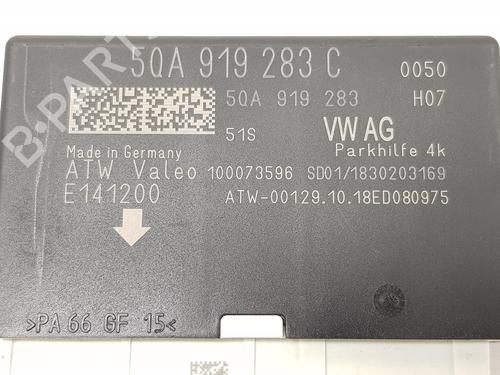 5QA 919 283 C
0050
5QA 919 283
H07
51S
VW AG
Made in Germany
Parkhilfe 4k
ATW Valeo 100073596 SD01/1830203169
E141200
ATW-00129.10.18ED080975
>PA 66 GF 15<
B-PARTS